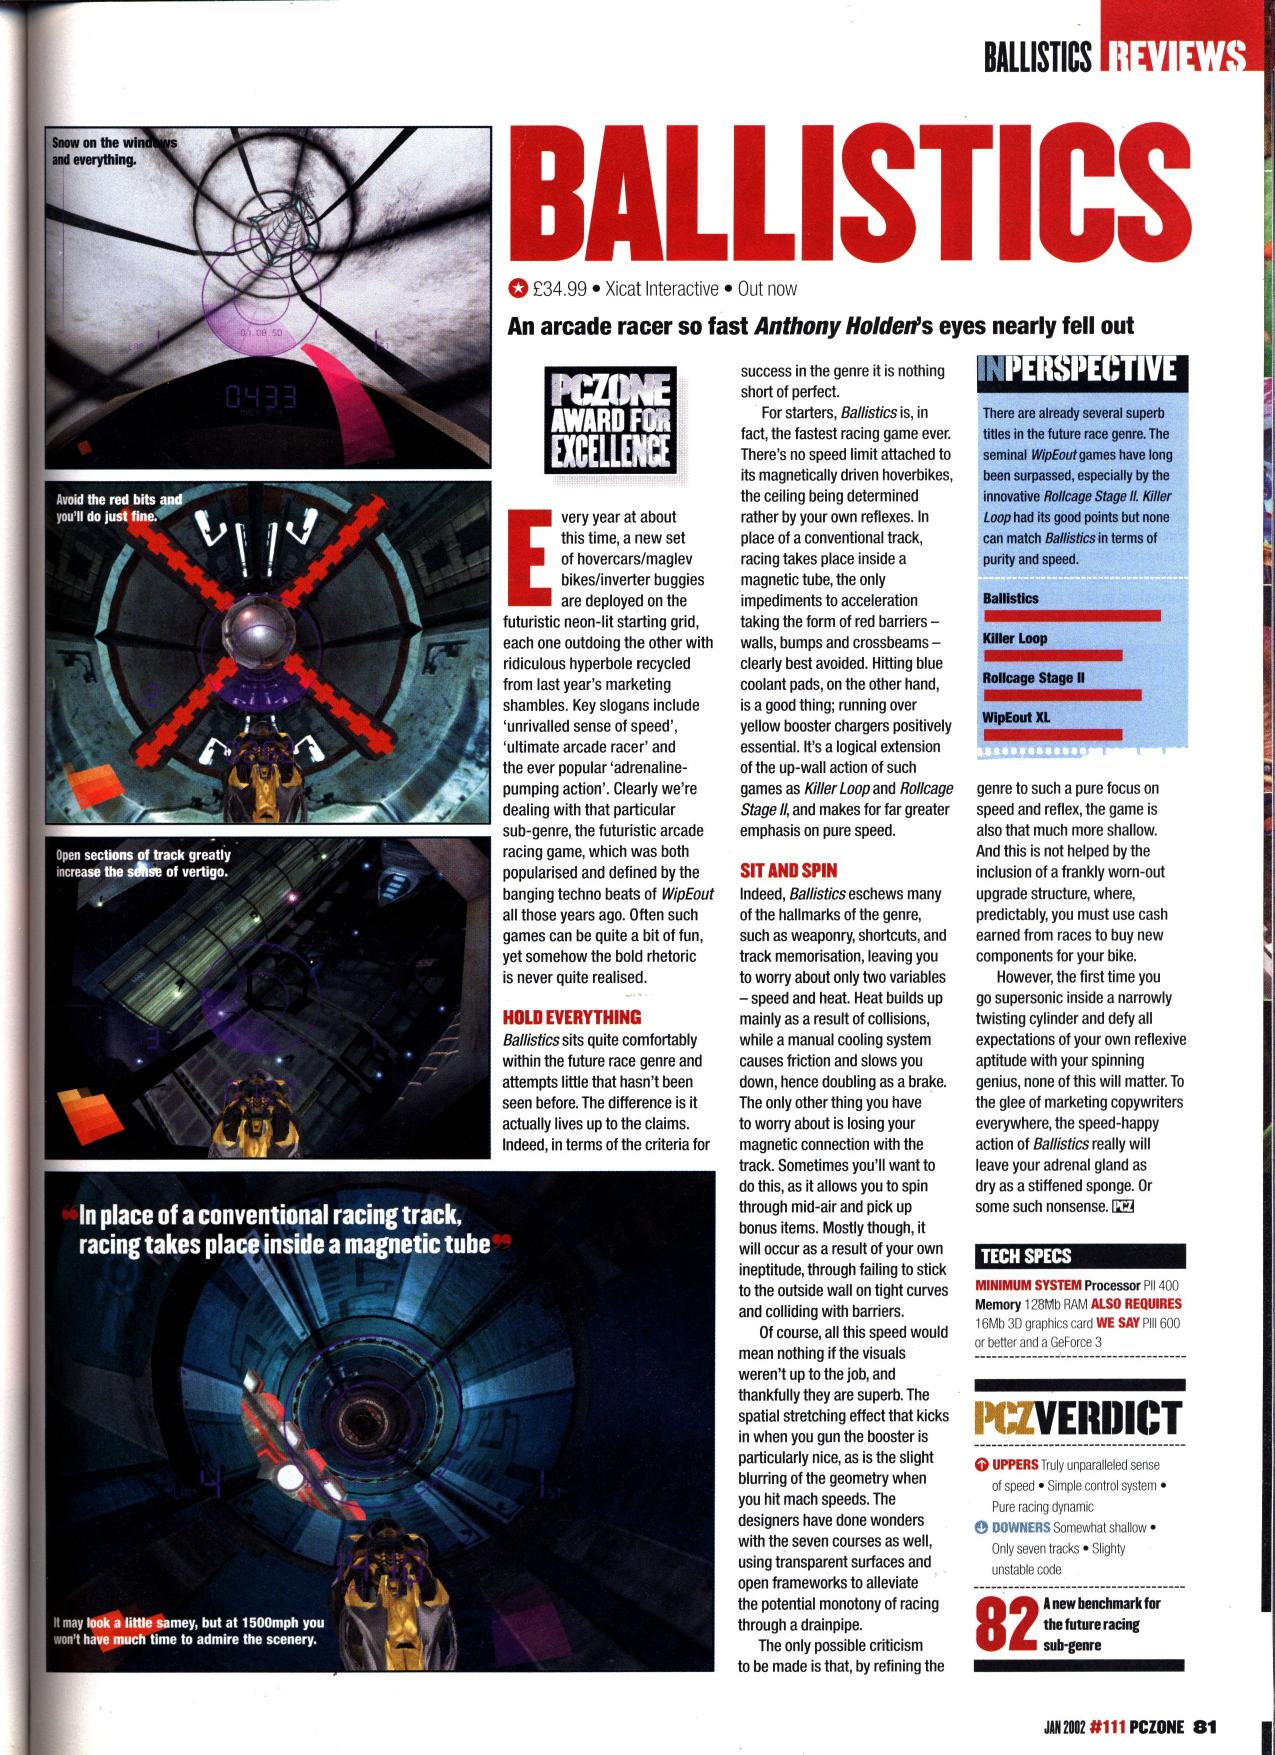 BALLISTICS REVIEWS
Snow on the windows
and everything.
0433
Avoid the red bits and
you'll do just fine.
Open sections of track greatly
increase the sense of vertigo.
"In place of a conventional racing track,
racing takes place inside a magnetic tube"
It may look a little samey, but at 1500mph you
won't have much time to admire the scenery.
BALLISTICS
£34.99 • Xicat Interactive • Out now
An arcade racer so fast Anthony Holden's eyes nearly fell out
PCZONE
AWARD FOR
EXCELLENCE
Every year at about
this time, a new set
of hovercars/maglev
bikes/inverter buggies
are deployed on the
futuristic neon-lit starting grid,
each one outdoing the other with
ridiculous hyperbole recycled
from last year's marketing
shambles. Key slogans include
'unrivalled sense of speed',
'ultimate arcade racer' and
the ever popular 'adrenaline-
pumping action'. Clearly we're
dealing with that particular
sub-genre, the futuristic arcade
racing game, which was both
popularised and defined by the
banging techno beats of WipEout
all those years ago. Often such
games can be quite a bit of fun,
yet somehow the bold rhetoric
is never quite realised.
HOLD EVERYTHING
Ballistics sits quite comfortably
within the future race genre and
attempts little that hasn't been
seen before. The difference is it
actually lives up to the claims.
Indeed, in terms of the criteria for
success in the genre it is nothing
short of perfect.
For starters, Ballistics is, in
fact, the fastest racing game ever.
There's no speed limit attached to
its magnetically driven hoverbikes,
the ceiling being determined
rather by your own reflexes. In
place of a conventional track,
racing takes place inside a
magnetic tube, the only
impediments to acceleration
taking the form of red barriers –
walls, bumps and crossbeams –
clearly best avoided. Hitting blue
coolant pads, on the other hand,
is a good thing; running over
yellow booster chargers positively
essential. It's a logical extension
of the up-wall action of such
games as Killer Loop and Rollcage
Stage II, and makes for far greater
emphasis on pure speed.
SIT AND SPIN
Indeed, Ballistics eschews many
of the hallmarks of the genre,
such as weaponry, shortcuts, and
track memorisation, leaving you
to worry about only two variables
– speed and heat. Heat builds up
mainly as a result of collisions,
while a manual cooling system
causes friction and slows you
down, hence doubling as a brake.
The only other thing you have
to worry about is losing your
magnetic connection with the
track. Sometimes you'll want to
do this, as it allows you to spin
through mid-air and pick up
bonus items. Mostly though, it
will occur as a result of your own
ineptitude, through failing to stick
to the outside wall on tight curves
and colliding with barriers.
Of course, all this speed would
mean nothing if the visuals
weren't up to the job, and
thankfully they are superb. The
spatial stretching effect that kicks
in when you gun the booster is
particularly nice, as is the slight
blurring of the geometry when
you hit mach speeds. The
designers have done wonders
with the seven courses as well,
using transparent surfaces and
open frameworks to alleviate
the potential monotony of racing
through a drainpipe.
The only possible criticism
to be made is that, by refining the
INPERSPECTIVE
There are already several superb
titles in the future race genre. The
seminal WipEout games have long
been surpassed, especially by the
innovative Rollcage Stage II. Killer
Loop had its good points but none
can match Ballistics in terms of
purity and speed.
Ballistics
Killer Loop
Rollcage Stage II
WipEout XL
genre to such a pure focus on
speed and reflex, the game is
also that much more shallow.
And this is not helped by the
inclusion of a frankly worn-out
upgrade structure, where,
predictably, you must use cash
earned from races to buy new
components for your bike.
However, the first time you
go supersonic inside a narrowly
twisting cylinder and defy all
expectations of your own reflexive
aptitude with your spinning
genius, none of this will matter. To
the glee of marketing copywriters
everywhere, the speed-happy
action of Ballistics really will
leave your adrenal gland as
dry as a stiffened sponge. Or
some such nonsense. PCZ
TECH SPECS
MINIMUM SYSTEM Processor PII 400
Memory 128Mb RAM ALSO REQUIRES
16Mb 3D graphics card WE SAY PIII 600
or better and a GeForce 3
PCZVERDICT
UPPERS Truly unparalleled sense
of speed • Simple control system •
Pure racing dynamic
DOWNERS Somewhat shallow •
Only seven tracks • Slighty
unstable code
82 A new benchmark for
the future racing
sub-genre
JAN 2002 #111 PCZONE 81